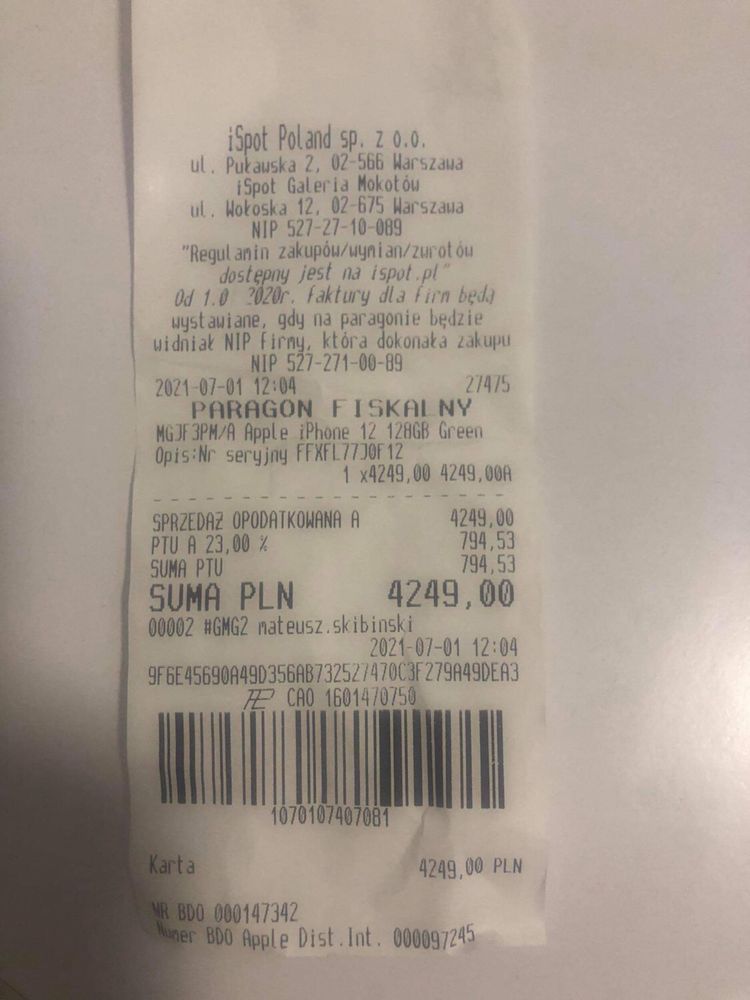 iSpot Poland sp. z o.o.
ul. Puławska 2, 02-566 Warszawa
iSpot Galeria Mokotów
ul. Wołoska 12, 02-675 Warszawa
NIP 527-27-10-089
"Regulamin zakupów/wymian/zwrotów
dostępny jest na ispot.pl"
Od 1.0 2020r. faktury dla firm będą
wystawiane, gdy na paragonie będzie
widniał NIP firmy, która dokonała zakupu
NIP 527-271-00-89
2021-07-01 12:04 27475
PARAGON FISKALNY
MGJF3PM/A Apple iPhone 12 128GB Green
Opis:Nr seryjny FFXFL77J0F12
1 x4249,00 4249,00A
SPRZEDAŻ OPODATKOWANA A 4249,00
PTU A 23,00 % 794,53
SUMA PTU 794,53
SUMA PLN 4249,00
00002 #GMG2 mateusz.skibinski
2021-07-01 12:04
9F6E45690A49D356AB732527470C3F279A49DEA3
CAO 1601470750
1070107407081
Karta 4249,00 PLN
NR BDO 000147342
Numer BDO Apple Dist.Int. 000097245